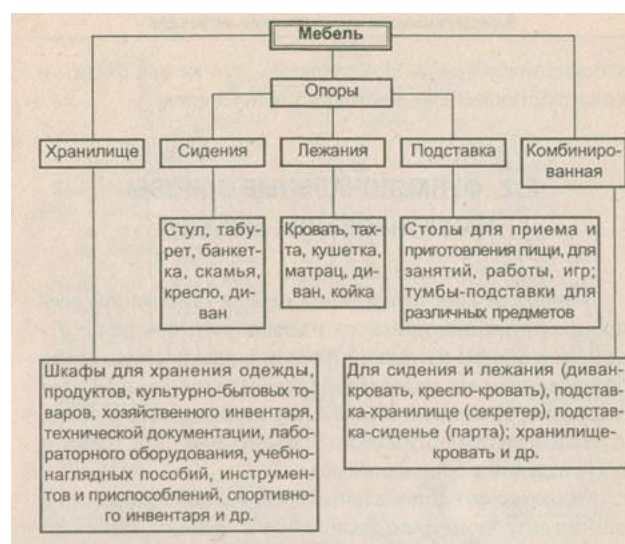 Мебель
Опоры
Хранилище
Сидения
Лежания
Подставка
Комбиниро-
ванная
Стул, табу-
рет, банкет-
ка, скамья,
кресло, ди-
ван
Кровать, тах-
та, кушетка,
матрац, ди-
ван, койка
Столы для приема и
приготовления пищи, для
занятий, работы, игр;
тумбы-подставки для
различных предметов
Шкафы для хранения одежды,
продуктов, культурно-бытовых то-
варов, хозяйственного инвентаря,
технической документации, лабо-
раторного оборудования, учебно-
наглядных пособий, инструмен-
тов и приспособлений, спортив-
го инвентаря и др.
Для сидения и лежания (диван-
кровать, кресло-кровать), подстав-
ка-хранилище (секретер), подстав-
ка-сиденье (парта); хранилище-
кровать и др.